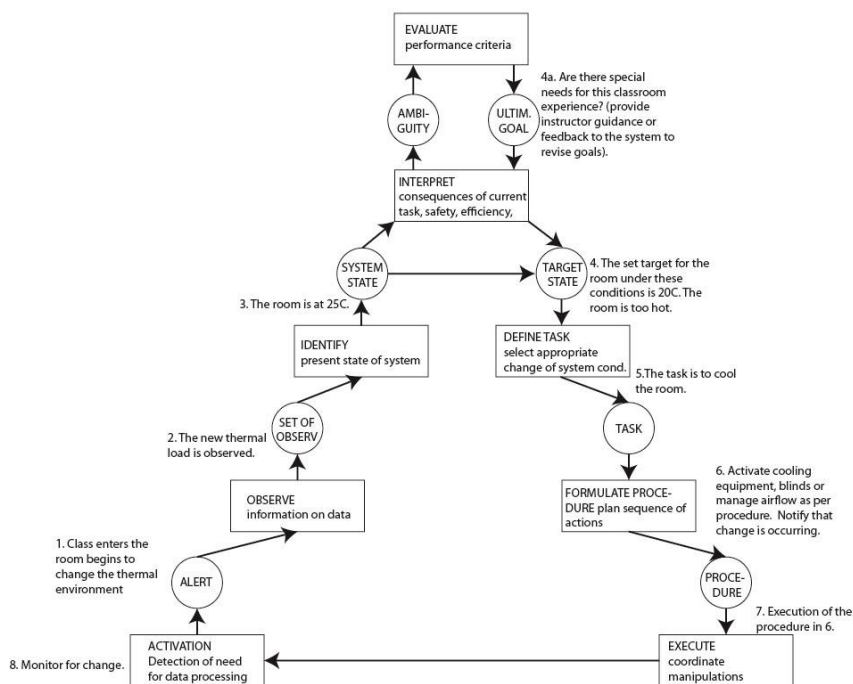 EVALUATE
performance criteria
AMBI-
GUITY
ULTIM.
GOAL
4a. Are there special
needs for this classroom
experience? (provide
instructor guidance or
feedback to the system to
revise goals).
INTERPRET
consequences of current
task, safety, efficiency,
SYSTEM
STATE
TARGET
STATE
4. The set target for the
room under these
conditions is 20C. The
room is too hot.
3. The room is at 25C.
IDENTIFY
present state of system
DEFINE TASK
select appropriate
change of system cond.
5.The task is to cool
the room.
SET OF
OBSERV
2. The new thermal
load is observed.
TASK
OBSERVE
information on data
FORMULATE PROCE-
DURE plan sequence of
actions
6. Activate cooling
equipment, blinds or
manage airflow as per
procedure. Notify that
change is occurring.
1. Class enters the
room begins to
change the thermal
environment
ALERT
PROCE-
DURE
7. Execution of the
procedure in 6.
8. Monitor for change.
ACTIVATION
Detection of need
for data processing
EXECUTE
coordinate
manipulations